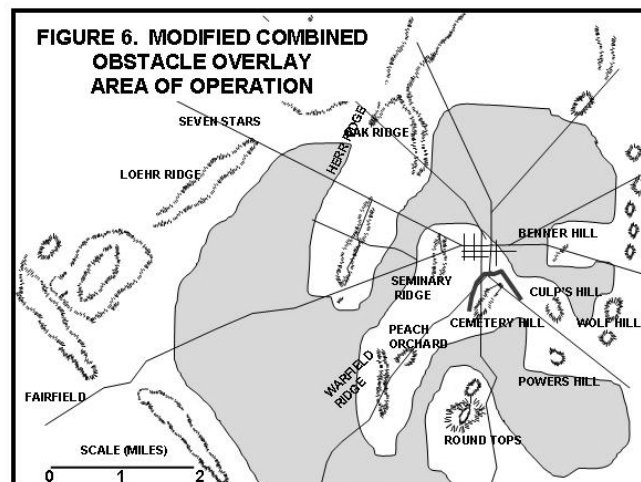 FIGURE 6. MODIFIED COMBINED
OBSTACLE OVERLAY
AREA OF OPERATION
SEVEN STARS
HERR RIDGE
OAK RIDGE
LOEHR RIDGE
BENNER HILL
SEMINARY
RIDGE
CULP'S HILL
CEMETERY HILL
WOLF HILL
PEACH
ORCHARD
WARFIELD
RIDGE
POWERS HILL
FAIRFIELD
ROUND TOPS
SCALE (MILES)
0 1 2